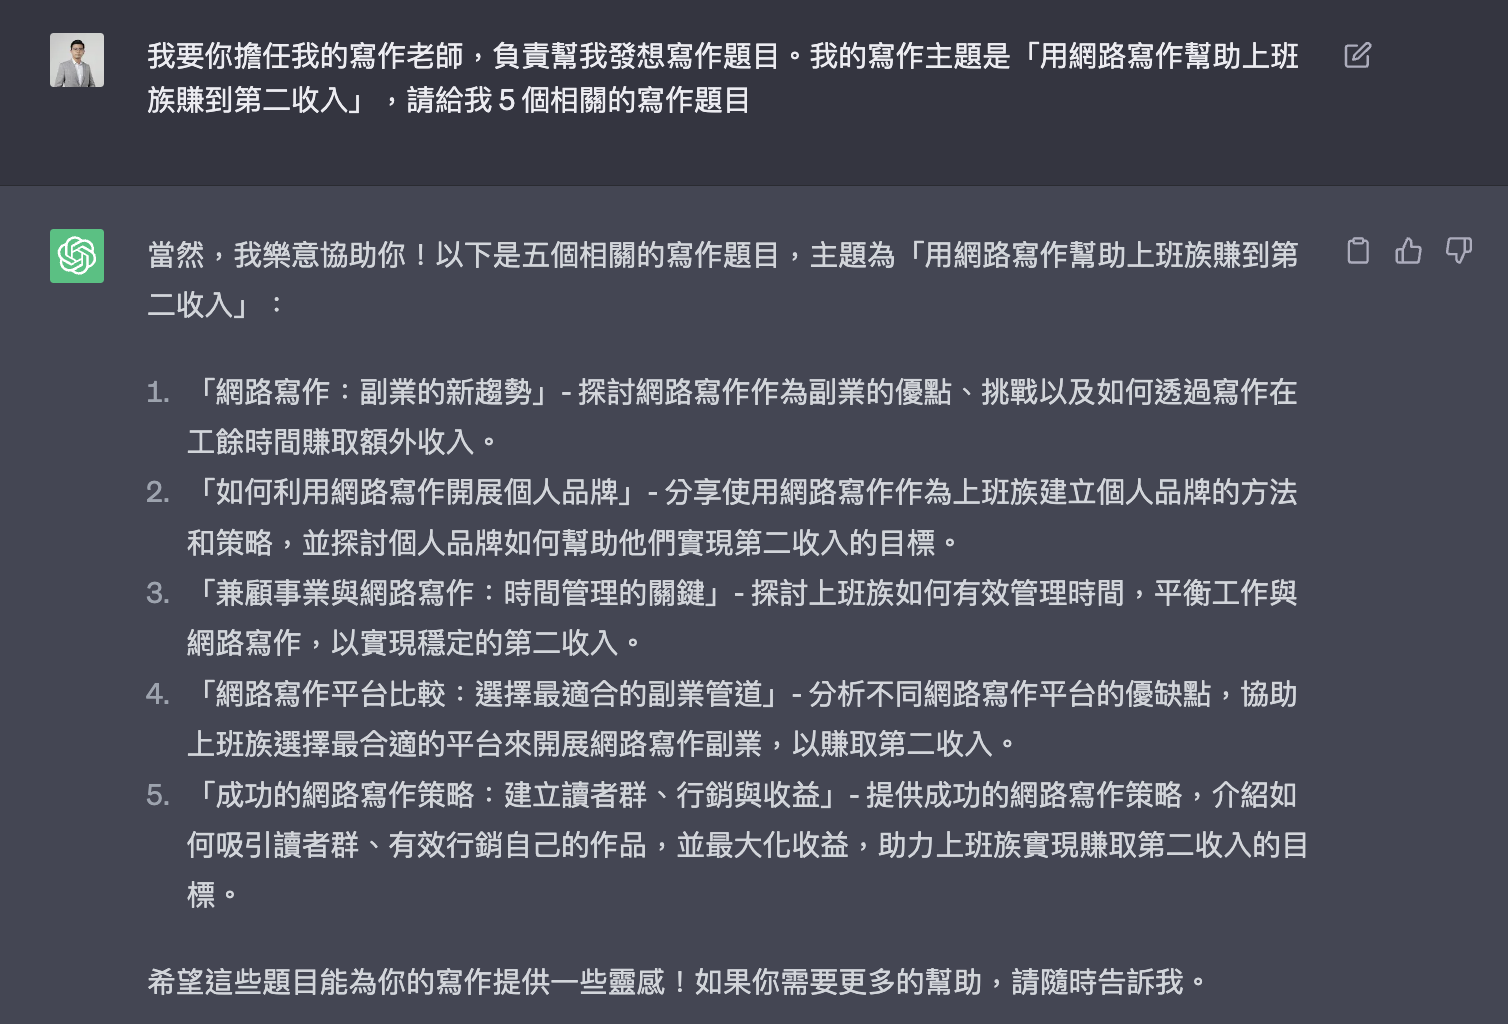 我要你擔任我的寫作老師，負責幫我發想寫作題目。我的寫作主題是「用網路寫作幫助上班
族賺到第二收入」，請給我 5 個相關的寫作題目
當然，我樂意協助你！以下是五個相關的寫作題目，主題為「用網路寫作幫助上班族賺到第
二收入」：
1. 「網路寫作：副業的新趨勢」- 探討網路寫作作為副業的優點、挑戰以及如何透過寫作在
工餘時間賺取額外收入。
2. 「如何利用網路寫作開展個人品牌」- 分享使用網路寫作作為上班族建立個人品牌的方法
和策略，並探討個人品牌如何幫助他們實現第二收入的目標。
3. 「兼顧事業與網路寫作：時間管理的關鍵」- 探討上班族如何有效管理時間，平衡工作與
網路寫作，以實現穩定的第二收入。
4. 「網路寫作平台比較：選擇最適合的副業管道」- 分析不同網路寫作平台的優缺點，協助
上班族選擇最合適的平台來開展網路寫作副業，以賺取第二收入。
5. 「成功的網路寫作策略：建立讀者群、行銷與收益」- 提供成功的網路寫作策略，介紹如
何吸引讀者群、有效行銷自己的作品，並最大化收益，助力上班族實現賺取第二收入的目
標。
希望這些題目能為你的寫作提供一些靈感！如果你需要更多的幫助，請隨時告訴我。